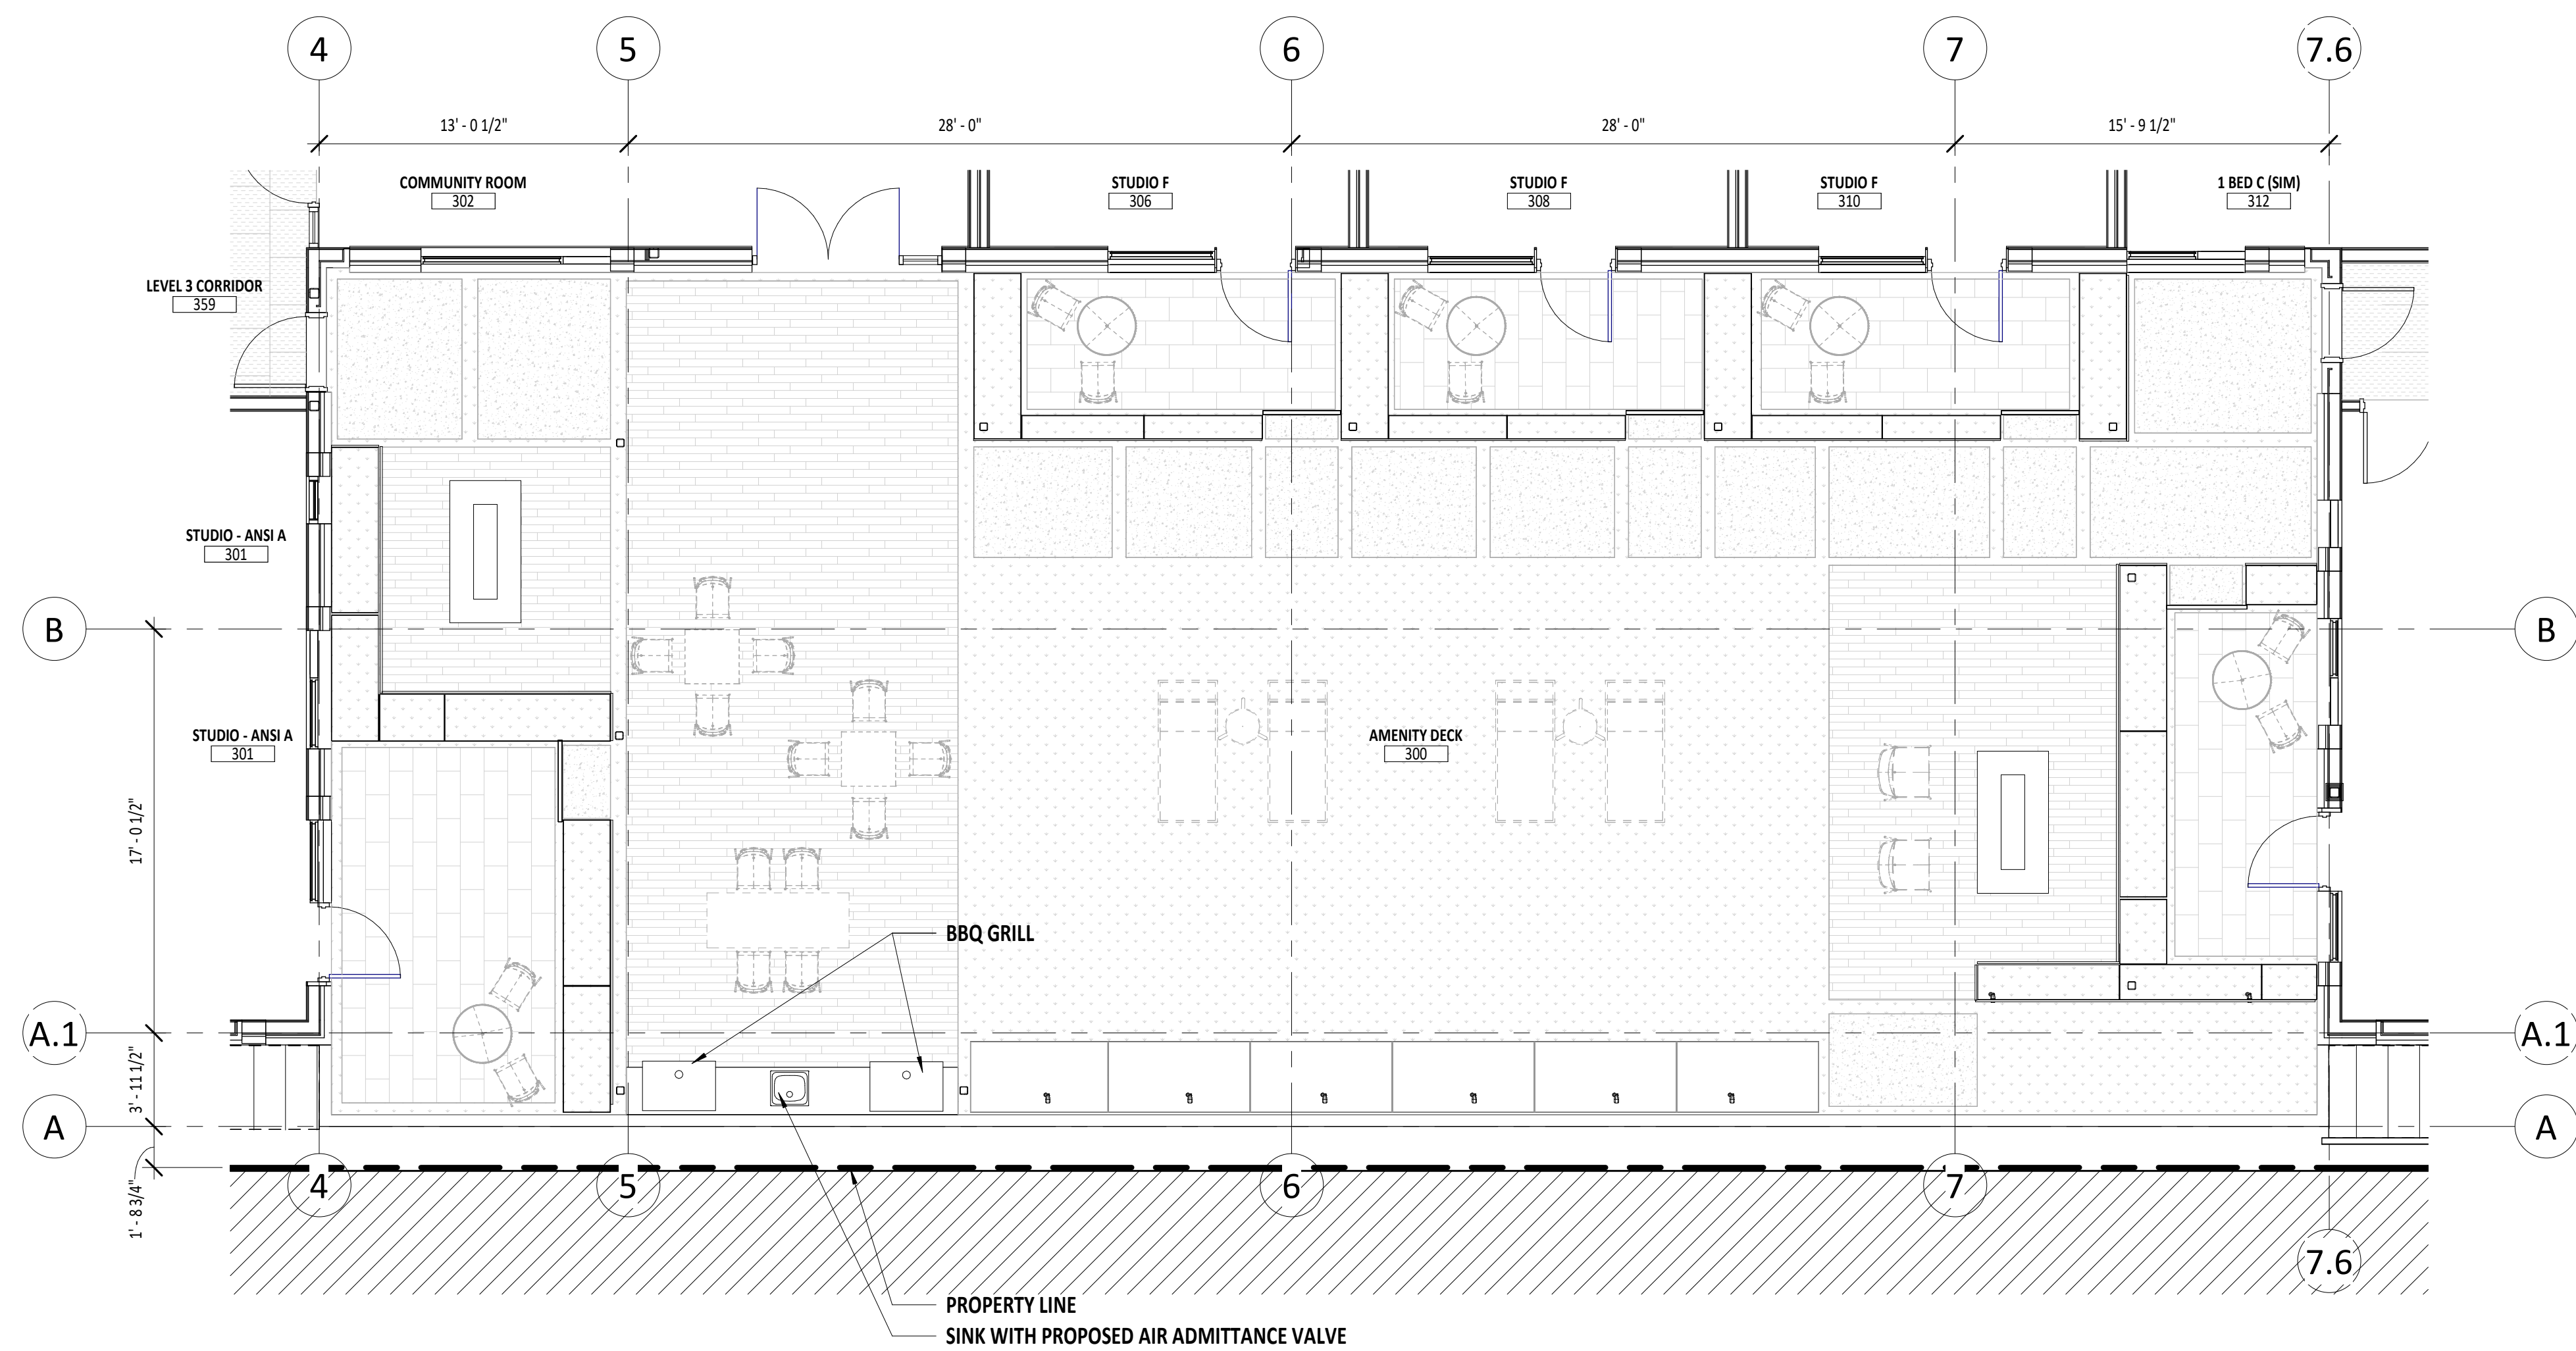 4
5
6
7
7.6
13' - 0 1/2"
28' - 0"
28' - 0"
15' - 9 1/2"
COMMUNITY ROOM
302
STUDIO F
306
STUDIO F
308
STUDIO F
310
1 BED C (SIM)
312
LEVEL 3 CORRIDOR
359
STUDIO - ANSI A
301
B
B
STUDIO - ANSI A
301
AMENITY DECK
300
17' - 0 1/2"
BBQ GRILL
A.1
A.1
3' - 11 1/2"
A
A
1' - 8 3/4"
4
5
6
7
7.6
PROPERTY LINE
SINK WITH PROPOSED AIR ADMITTANCE VALVE